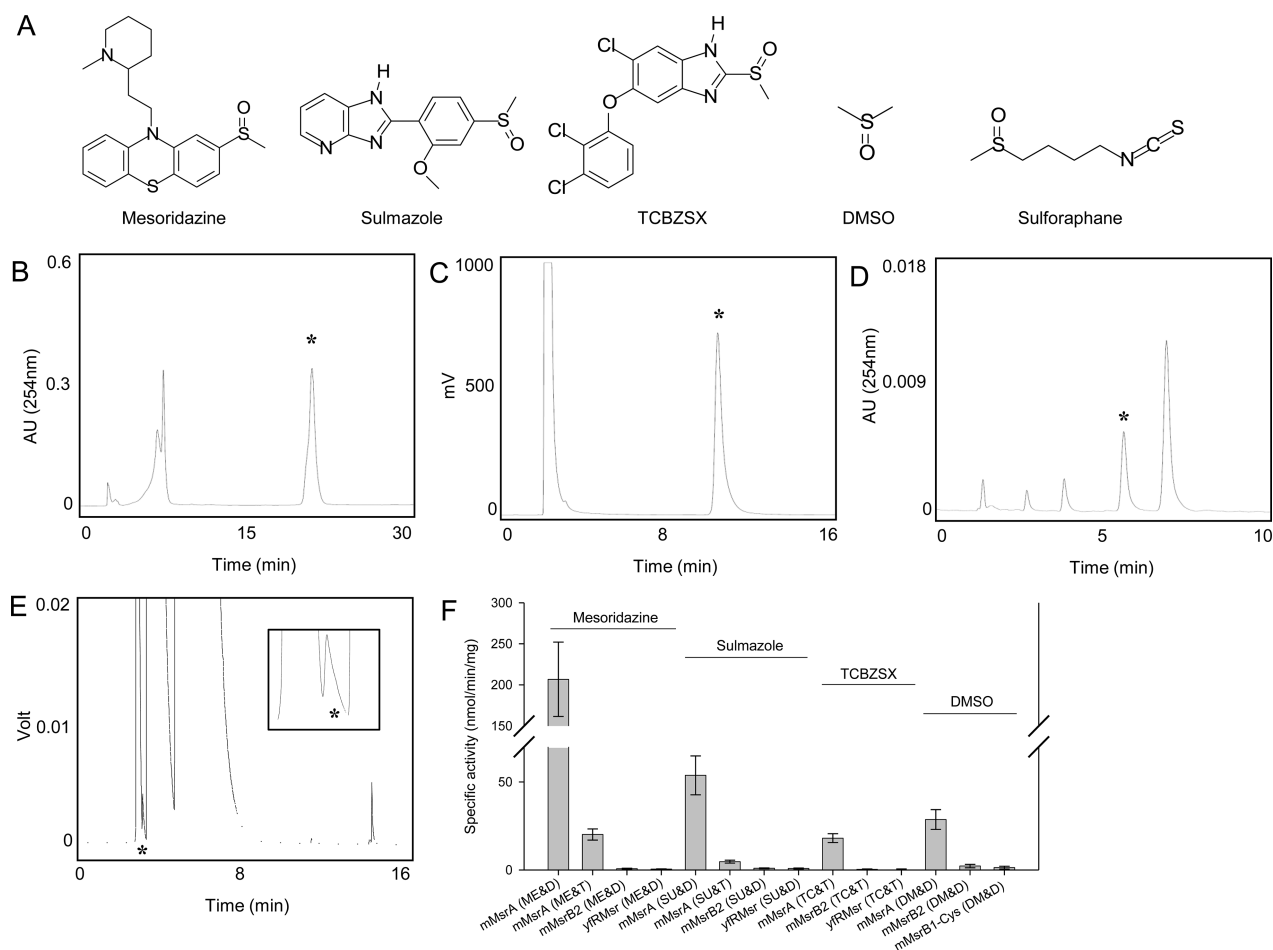 A
H
N
N
N
S
S
O
Mesoridazine
H
N
N
N
O
S
O
Sulmazole
H
Cl
N
N
S
O
O
Cl
Cl
TCBZSX
S
O
DMSO
O
S
N
C
S
Sulforaphane
B
0.6
0.3
0
AU (254nm)
*
0
15
30
Time (min)
C
1000
500
0
mV
*
0
8
16
Time (min)
D
0.018
0.009
0
AU (254nm)
*
0
5
10
Time (min)
E
0.02
0.01
0
Volt
*
*
0
8
16
Time (min)
F
300
250
200
150
50
0
Specific activity (nmol/min/mg)
Mesoridazine
Sulmazole
TCBZSX
DMSO
mMsrA (ME&D)
mMsrA (ME&T)
mMsrB2 (ME&D)
yfRMsr (ME&D)
mMsrA (SU&D)
mMsrA (SU&T)
mMsrB2 (SU&D)
yfRMsr (SU&D)
mMsrA (TC&T)
mMsrB2 (TC&T)
yfRMsr (TC&T)
mMsrA (DM&D)
mMsrB2 (DM&D)
mMsrB1-Cys (DM&D)